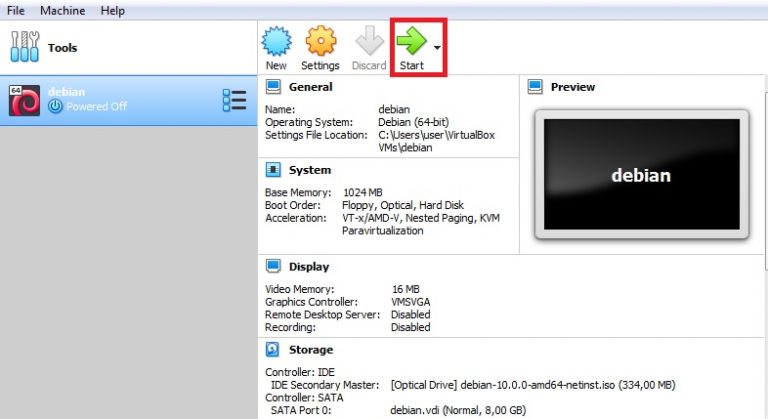 File Machine Help
Tools
New Settings Discard Start
64 debian
Powered Off
General
Name: debian
Operating System: Debian (64-bit)
Settings File Location: C:\Users\user\VirtualBox
VMs\debian
Preview
debian
System
Base Memory: 1024 MB
Boot Order: Floppy, Optical, Hard Disk
Acceleration: VT-x/AMD-V, Nested Paging, KVM
Paravirtualization
Display
Video Memory: 16 MB
Graphics Controller: VMSVGA
Remote Desktop Server: Disabled
Recording: Disabled
Storage
Controller: IDE
IDE Secondary Master: [Optical Drive] debian-10.0.0-amd64-netinst.iso (334,00 MB)
Controller: SATA
SATA Port 0: debian.vdi (Normal, 8,00 GB)